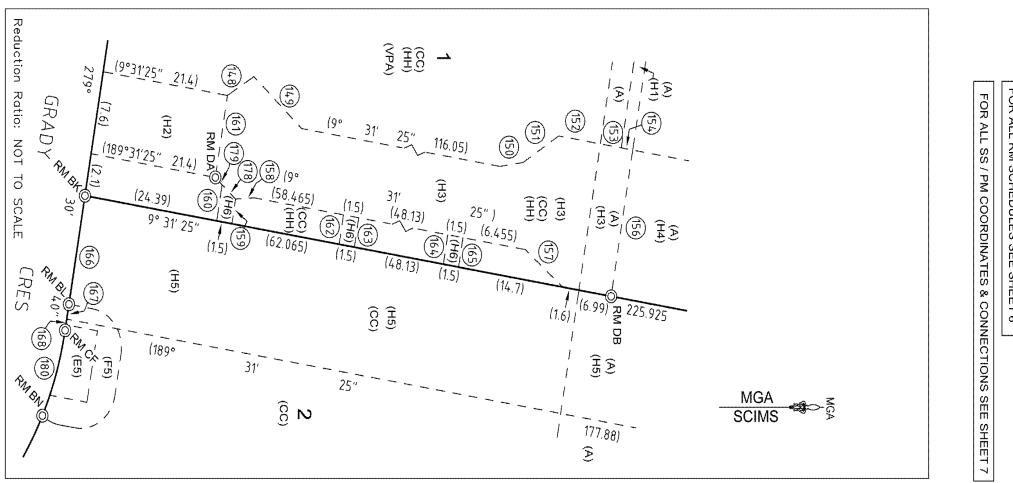 FOR ALL SS / PM COORDINATES & CONNECTIONS SEE SHEET 7
1
(CC)
(HH)
(VPA)
(A)
(H1)
(A)
(A)
154
153
152
151
150
149
148
(9° 31' 25" 116.05)
(9°31'25" 21.4)
279°
(7.6)
(H2)
161
RM DA
179
178
158
(9° 31' 25")
(58.465)
(1.5)
(48.13)
(1.5)
(6.455)
(H3)
(H3)
(CC)
(HH)
(A)
(H3)
156
(A)
(H4)
157
(189°31'25" 21.4)
(2.1)
RM BK
GRADY
CRES
30'
40"
(24.39)
9° 31' 25"
160
(H6)
159
(CC)
(HH)
(1.5)
(62.065)
162
(H6)
163
(1.5)
(48.13)
164
(H6)
165
(1.5)
(14.7)
(1.6)
(6.99)
RM DB
225.925
166
(H5)
(H5)
(CC)
(A)
(H5)
RM BL
167
168
RM CF
(E5)
(F5)
180
RM BN
(189° 31' 25" 177.88)
2
(CC)
(A)
MGA
SCIMS
MGA
Reduction Ratio: NOT TO SCALE